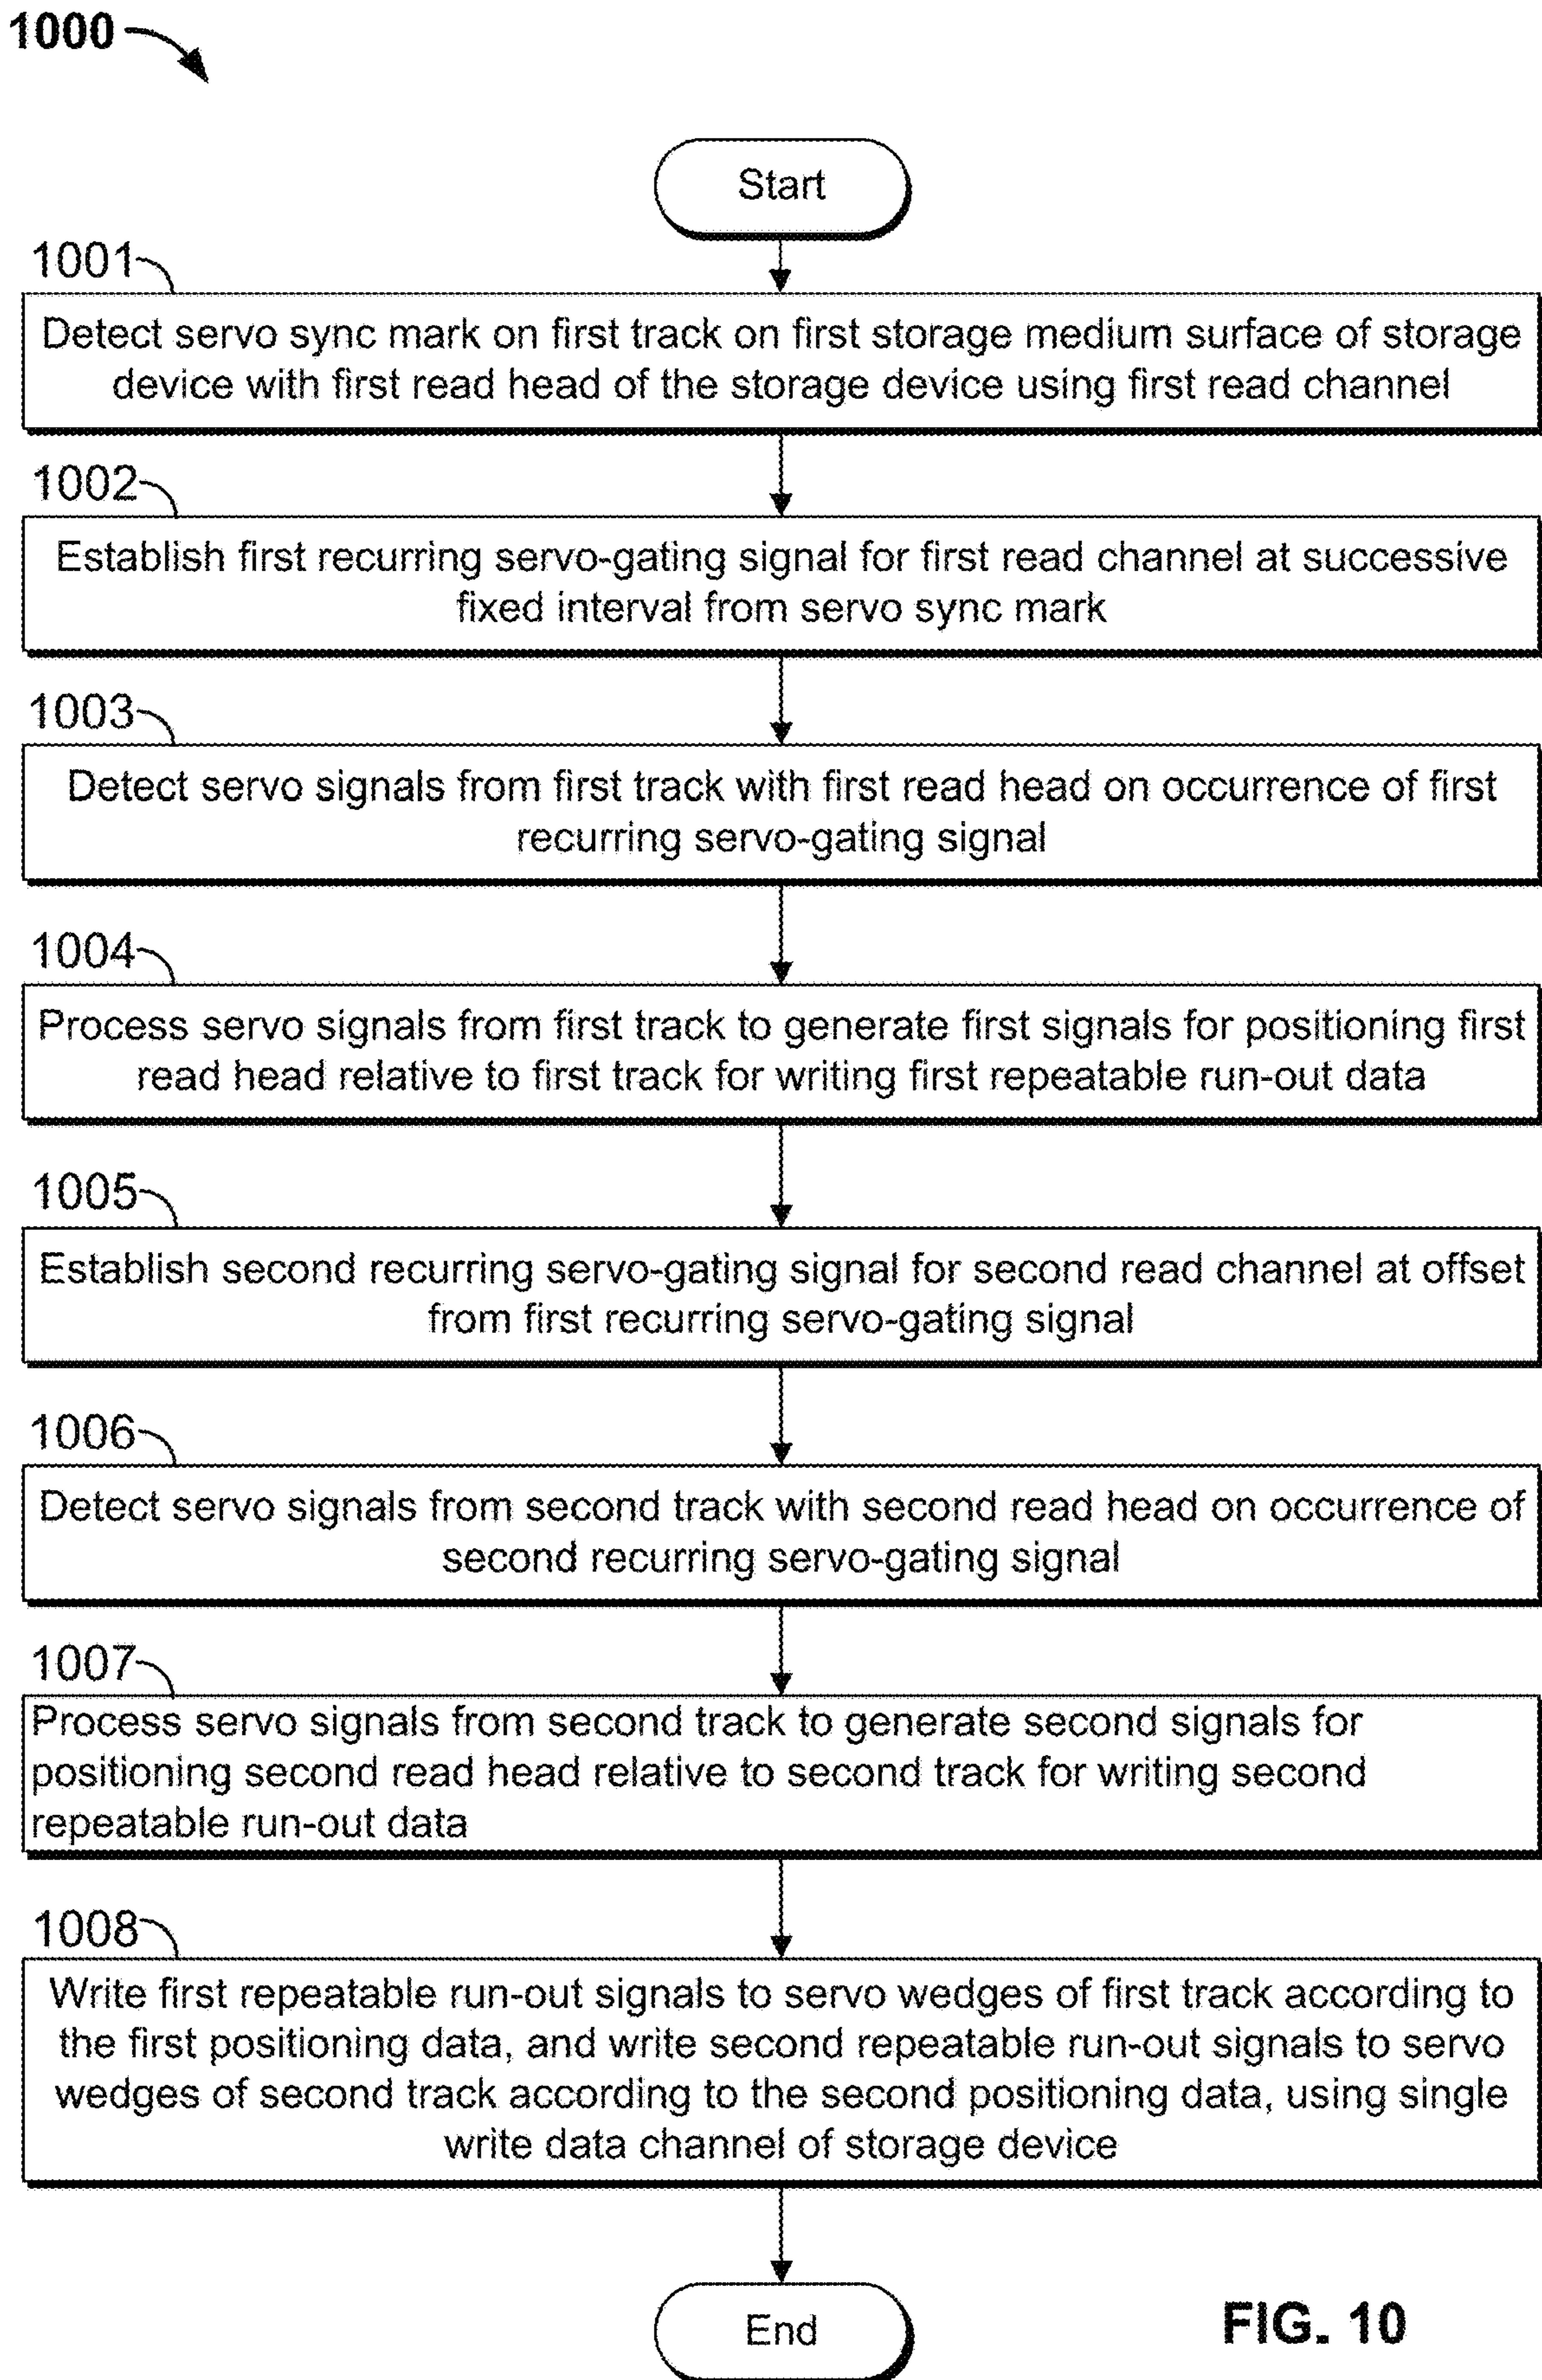 1000
Start
1001
Detect servo sync mark on first track on first storage medium surface of storage
device with first read head of the storage device using first read channel
1002
Establish first recurring servo-gating signal for first read channel at successive
fixed interval from servo sync mark
1003
Detect servo signals from first track with first read head on occurrence of first
recurring servo-gating signal
1004
Process servo signals from first track to generate first signals for positioning first
read head relative to first track for writing first repeatable run-out data
1005
Establish second recurring servo-gating signal for second read channel at offset
from first recurring servo-gating signal
1006
Detect servo signals from second track with second read head on occurrence of
second recurring servo-gating signal
1007
Process servo signals from second track to generate second signals for
positioning second read head relative to second track for writing second
repeatable run-out data
1008
Write first repeatable run-out signals to servo wedges of first track according to
the first positioning data, and write second repeatable run-out signals to servo
wedges of second track according to the second positioning data, using single
write data channel of storage device
End
FIG. 10